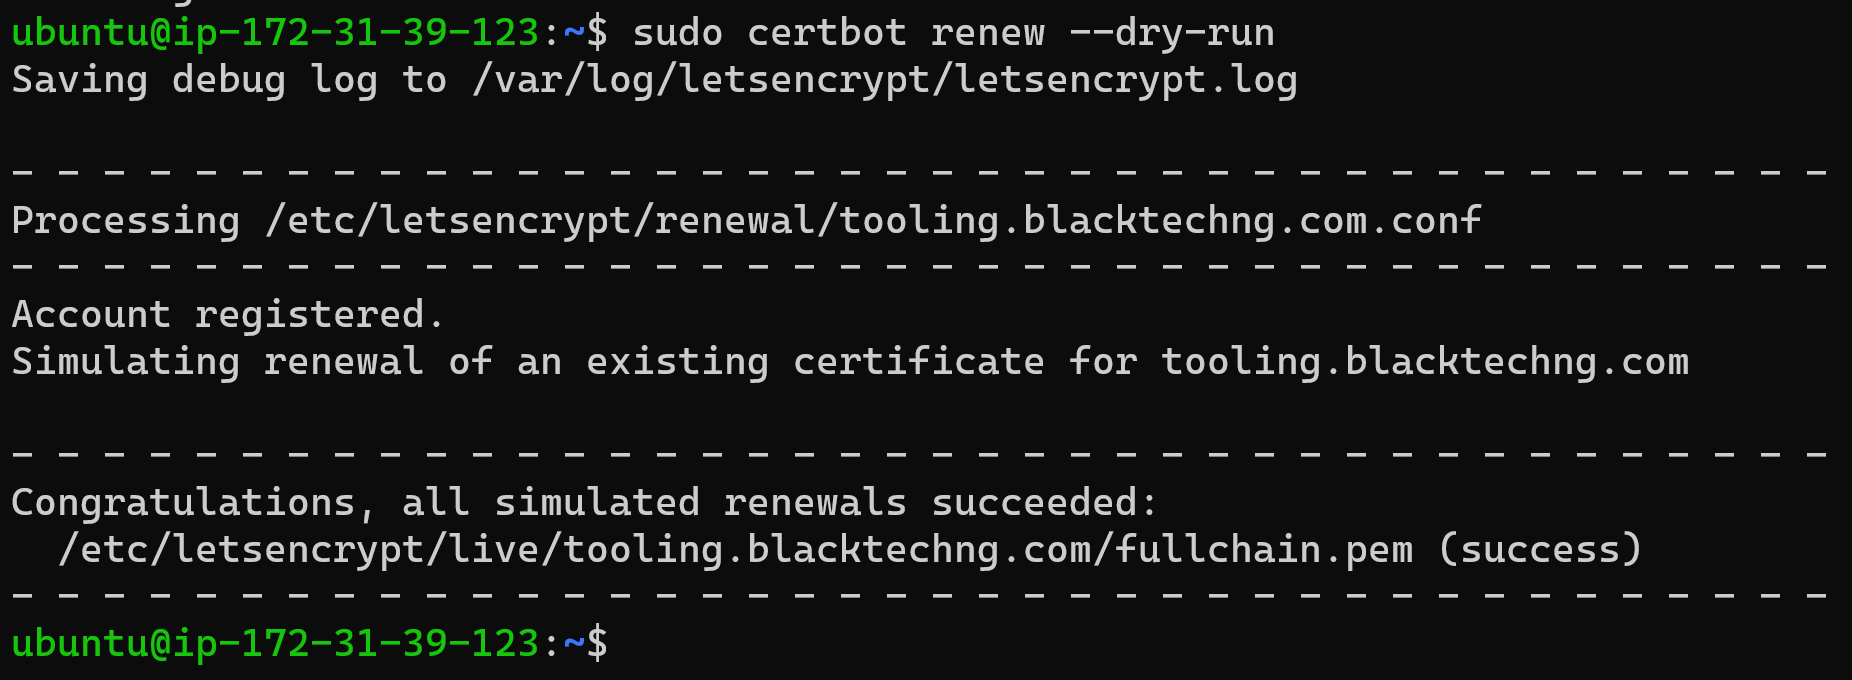 ubuntu@ip-172-31-39-123:~$ sudo certbot renew --dry-run
Saving debug log to /var/log/letsencrypt/letsencrypt.log
- - - - - - - - - - - - - - - - - - - - - - - - - - - - - - - - - - - - - - - -
Processing /etc/letsencrypt/renewal/tooling.blacktechng.com.conf
- - - - - - - - - - - - - - - - - - - - - - - - - - - - - - - - - - - - - - - -
Account registered.
Simulating renewal of an existing certificate for tooling.blacktechng.com
- - - - - - - - - - - - - - - - - - - - - - - - - - - - - - - - - - - - - - - -
Congratulations, all simulated renewals succeeded:
  /etc/letsencrypt/live/tooling.blacktechng.com/fullchain.pem (success)
- - - - - - - - - - - - - - - - - - - - - - - - - - - - - - - - - - - - - - - -
ubuntu@ip-172-31-39-123:~$